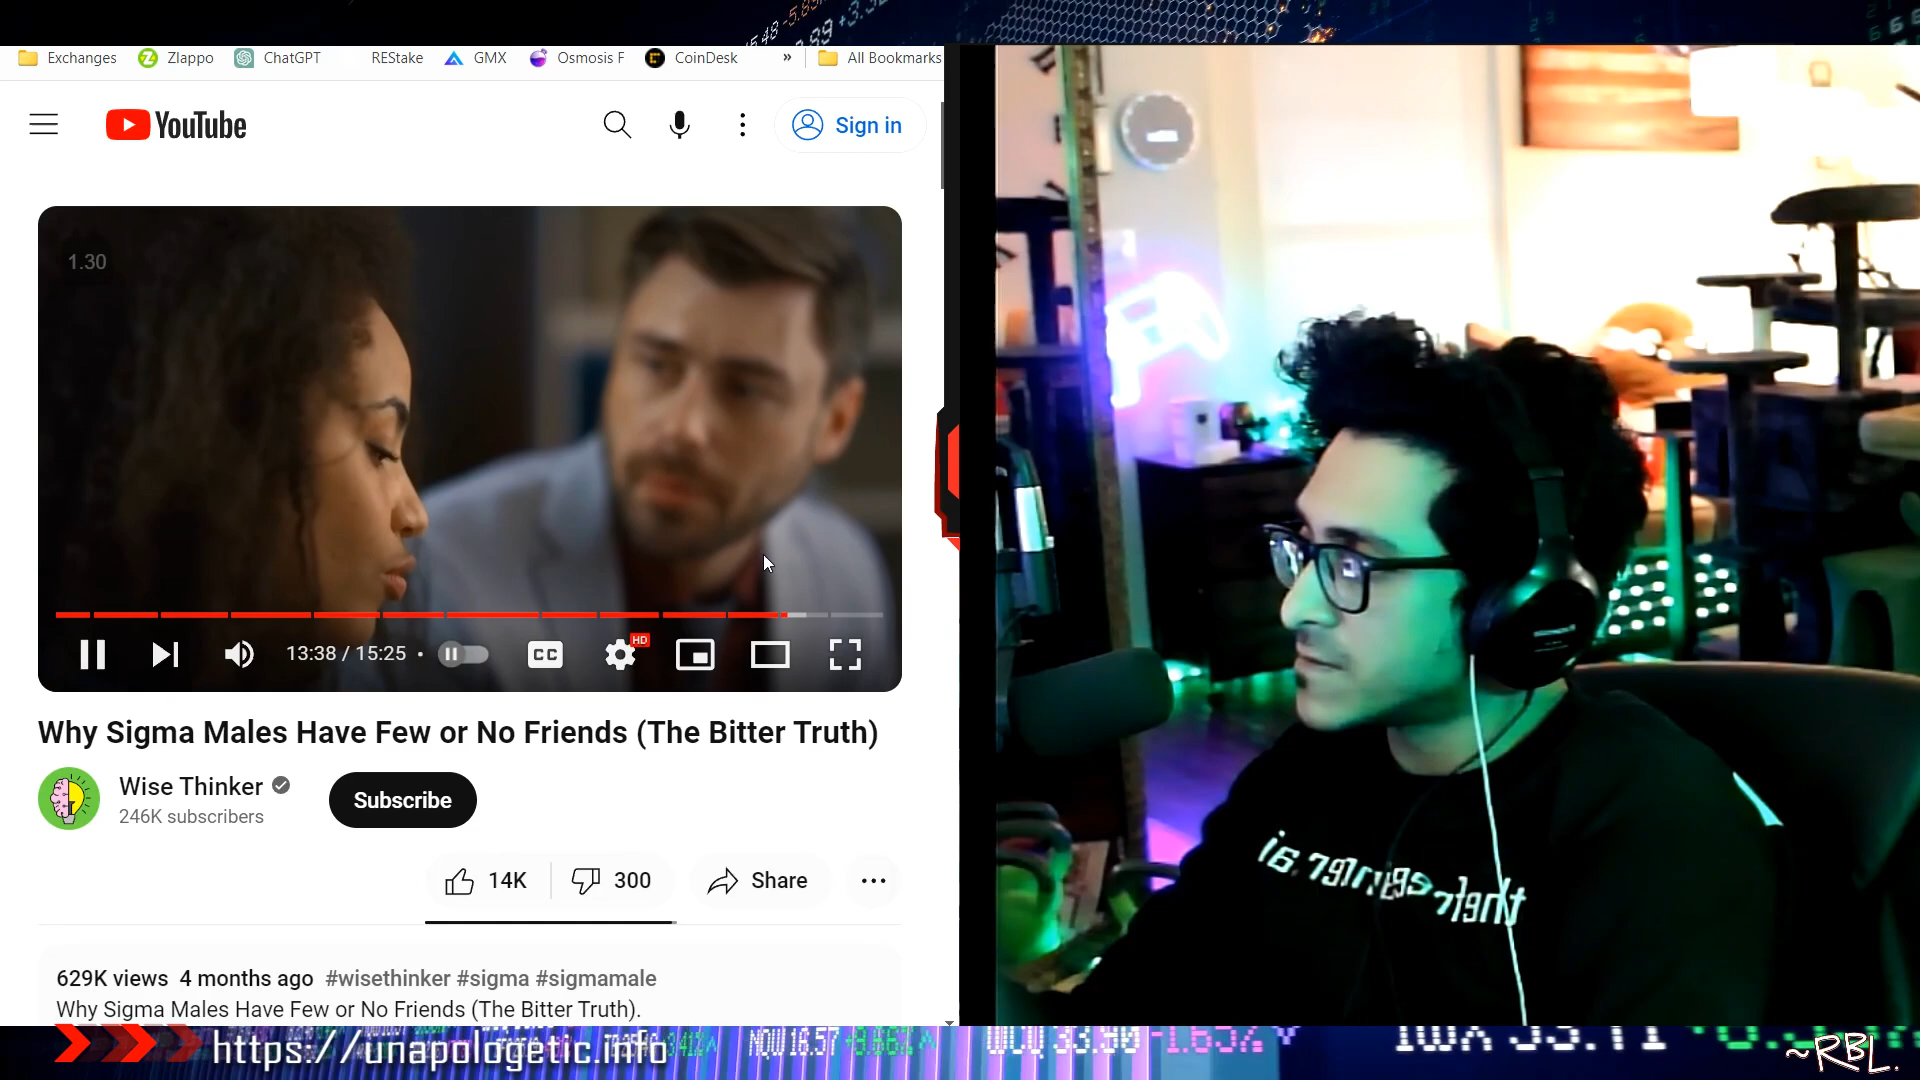 Exchanges Zlappo ChatGPT REStake GMX Osmosis F CoinDesk » All Bookmarks
YouTube
Sign in
1.30
HD
13:38 / 15:25 •
CC
Why Sigma Males Have Few or No Friends (The Bitter Truth)
Wise Thinker
246K subscribers
Subscribe
14K 300 Share
629K views 4 months ago #wisethinker #sigma #sigmamale
Why Sigma Males Have Few or No Friends (The Bitter Truth).
https://unapologetic.info
~RBL.